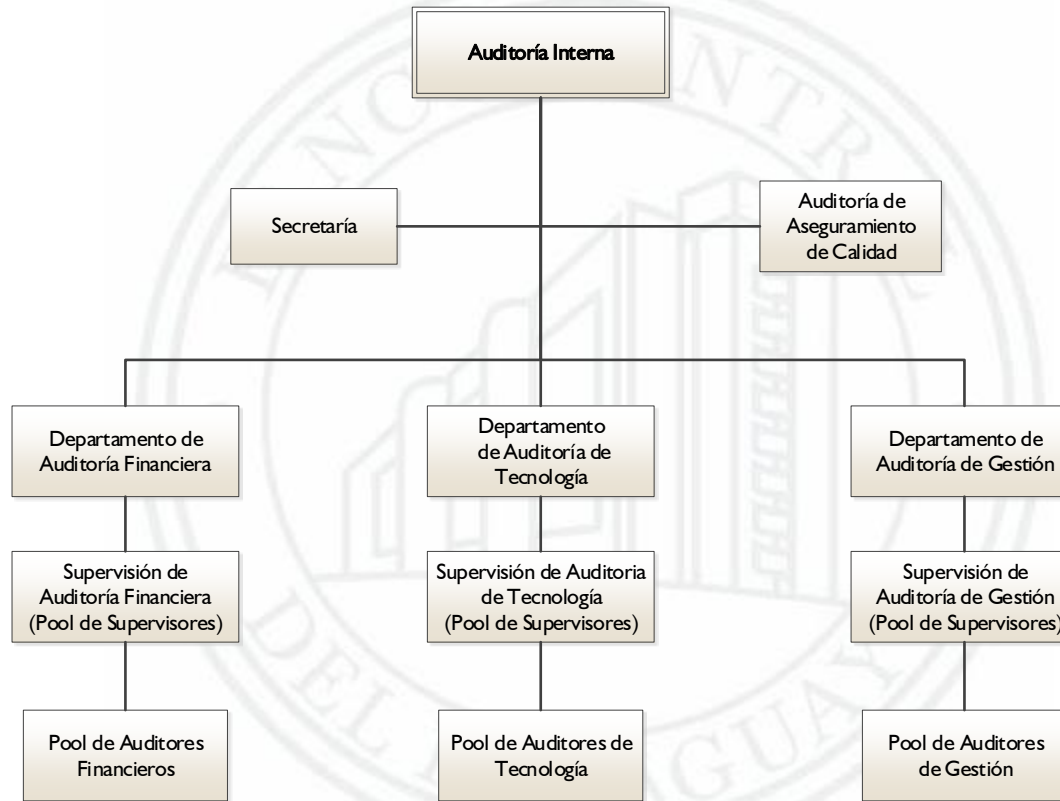 Auditoría Interna
Secretaría
Auditoría de
Aseguramiento
de Calidad
Departamento de
Auditoría Financiera
Departamento
de Auditoría de
Tecnología
Departamento de
Auditoría de Gestión
Supervisión de
Auditoría Financiera
(Pool de Supervisores)
Supervisión de Auditoria
de Tecnología
(Pool de Supervisores)
Supervisión de
Auditoría de Gestión
(Pool de Supervisores)
Pool de Auditores
Financieros
Pool de Auditores de
Tecnología
Pool de Auditores
de Gestión
DEL